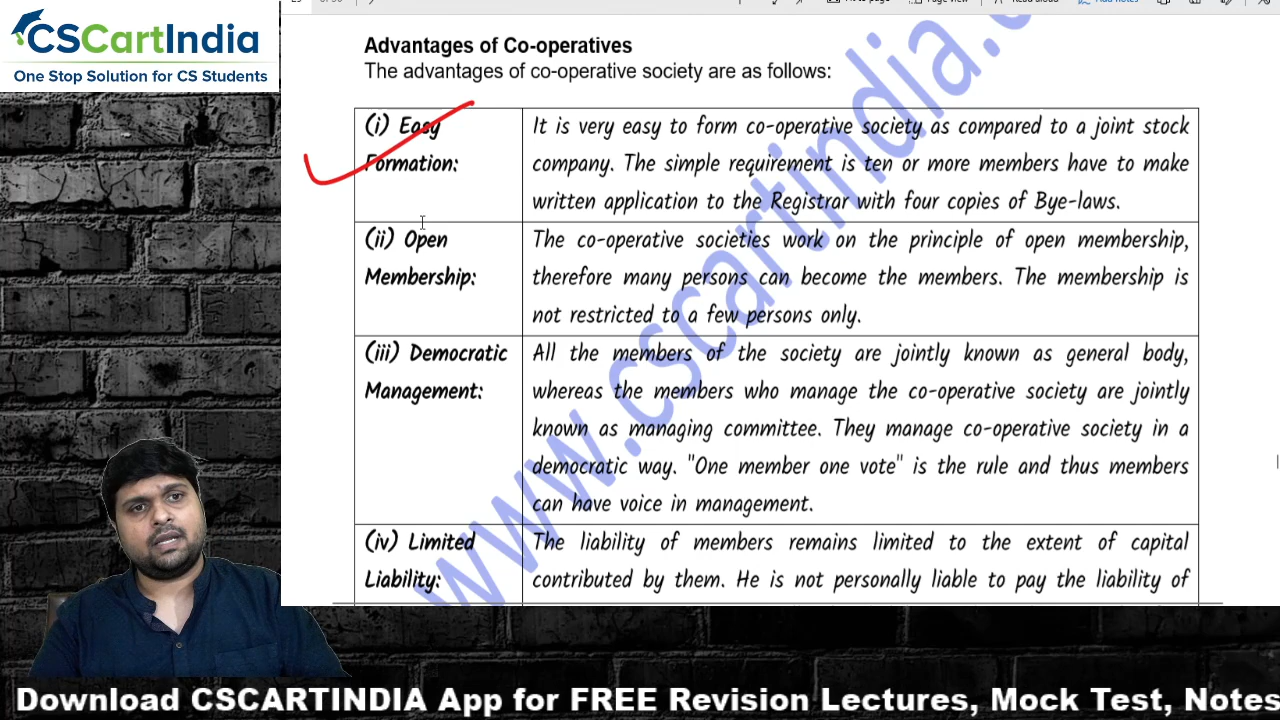 CSCartIndia
One Stop Solution for CS Students
Advantages of Co-operatives
The advantages of co-operative society are as follows:
(i) Easy
Formation:
It is very easy to form co-operative society as compared to a joint stock
company. The simple requirement is ten or more members have to make
written application to the Registrar with four copies of Bye-laws.
(ii) Open
Membership:
The co-operative societies work on the principle of open membership,
therefore many persons can become the members. The membership is
not restricted to a few persons only.
(iii) Democratic
Management:
All the members of the society are jointly known as general body,
whereas the members who manage the co-operative society are jointly
known as managing committee. They manage co-operative society in a
democratic way. "One member one vote" is the rule and thus members
can have voice in management.
(iv) Limited
Liability:
The liability of members remains limited to the extent of capital
contributed by them. He is not personally liable to pay the liability of
www.cscartindia.c
Download CSCARTINDIA App for FREE Revision Lectures, Mock Test, Notes